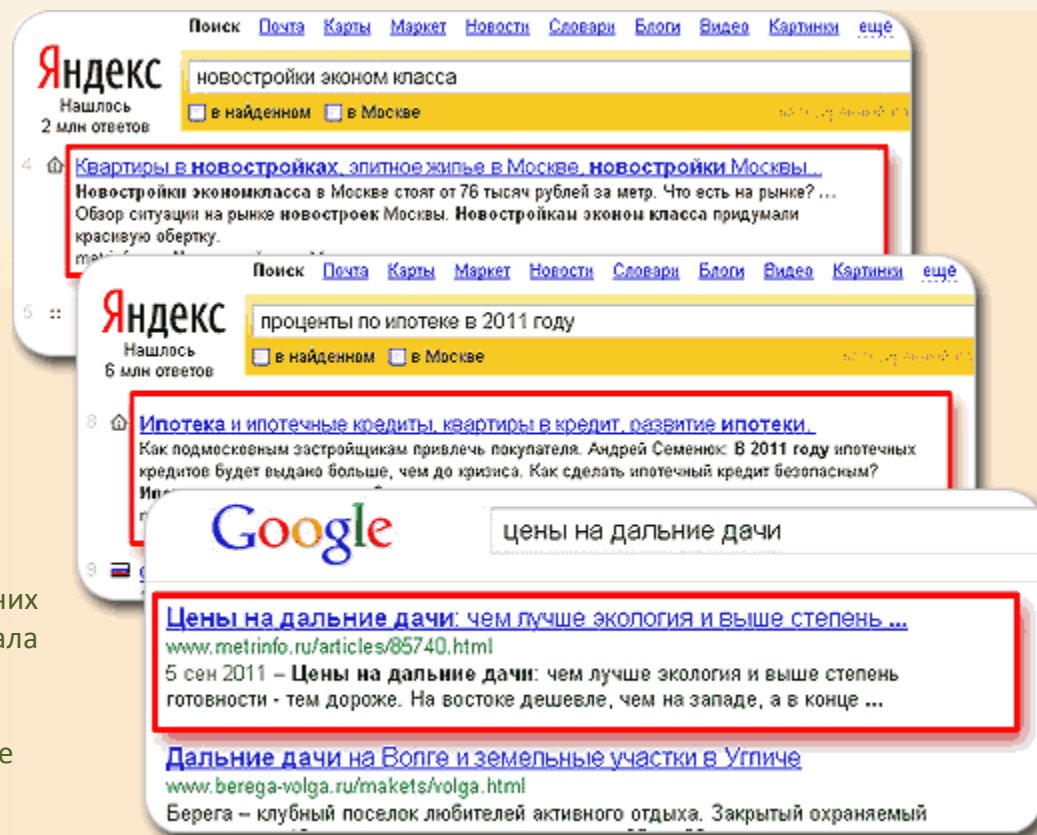 Поиск Почта Карты Маркет Новости Словари Блоги Видео Картинки ещё
Яндекс
новостройки эконом класса
Нашлось
2 млн ответов
в найденном в Москве
4 Квартиры в новостройках, элитное жилье в Москве, новостройки Москвы...
Новостройки экономкласса в Москве стоят от 76 тысяч рублей за метр. Что есть на рынке? ...
Обзор ситуации на рынке новостроек Москвы. Новостройкам эконом класса придумали
красивую обертку.
5
Поиск Почта Карты Маркет Новости Словари Блоги Видео Картинки ещё
Яндекс
проценты по ипотеке в 2011 году
Нашлось
6 млн ответов
в найденном в Москве
8 Ипотека и ипотечные кредиты, квартиры в кредит, развитие ипотеки.
Как подмосковным застройщикам привлечь покупателя. Андрей Семенюк: В 2011 году ипотечных
кредитов будет выдано больше, чем до кризиса. Как сделать ипотечный кредит безопасным?
9
Google
цены на дальние дачи
Цены на дальние дачи: чем лучше экология и выше степень ...
www.metrinfo.ru/articles/85740.html
5 сен 2011 – Цены на дальние дачи: чем лучше экология и выше степень
готовности - тем дороже. На востоке дешевле, чем на западе, а в конце ...
Дальние дачи на Волге и земельные участки в Угличе
www.berega-volga.ru/makets/volga.html
Берега – клубный поселок любителей активного отдыха. Закрытый охраняемый
них
ала
е